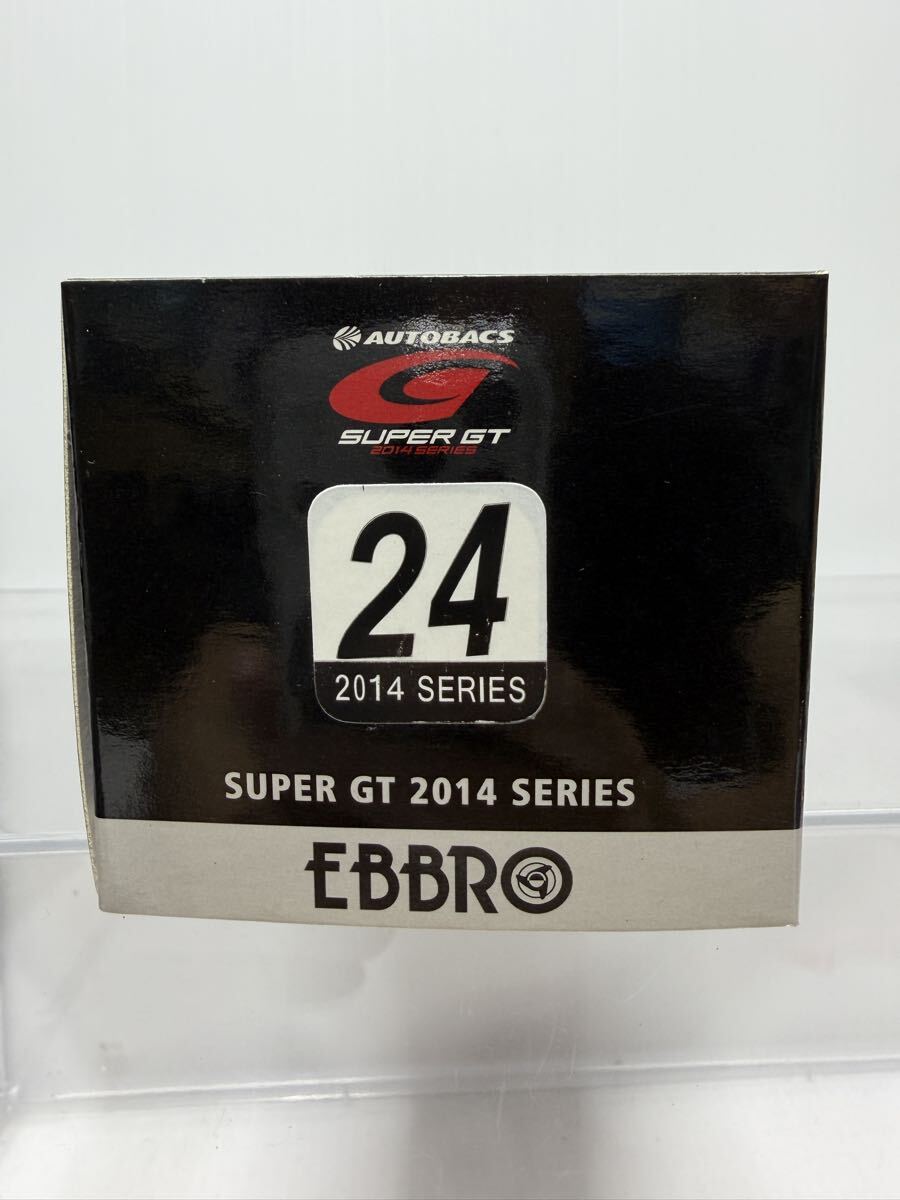 AUTOBACS
SUPER GT
2014 SERIES
24
2014 SERIES
SUPER GT 2014 SERIES
EBBRO